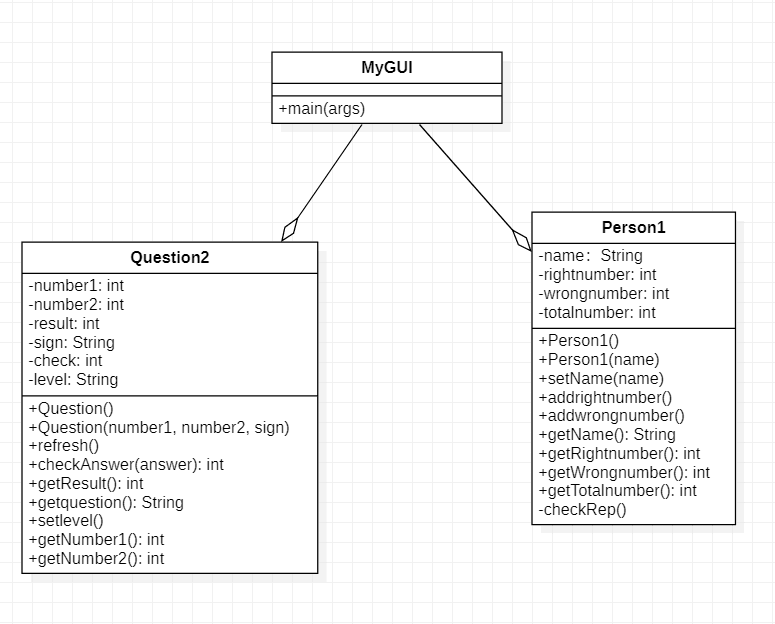 MyGUI
+main(args)
Question2
-number1: int
-number2: int
-result: int
-sign: String
-check: int
-level: String
+Question()
+Question(number1, number2, sign)
+refresh()
+checkAnswer(answer): int
+getResult(): int
+getquestion(): String
+setlevel()
+getNumber1(): int
+getNumber2(): int
Person1
-name：String
-rightnumber: int
-wrongnumber: int
-totalnumber: int
+Person1()
+Person1(name)
+setName(name)
+addrightnumber()
+addwrongnumber()
+getName(): String
+getRightnumber(): int
+getWrongnumber(): int
+getTotalnumber(): int
-checkRep()